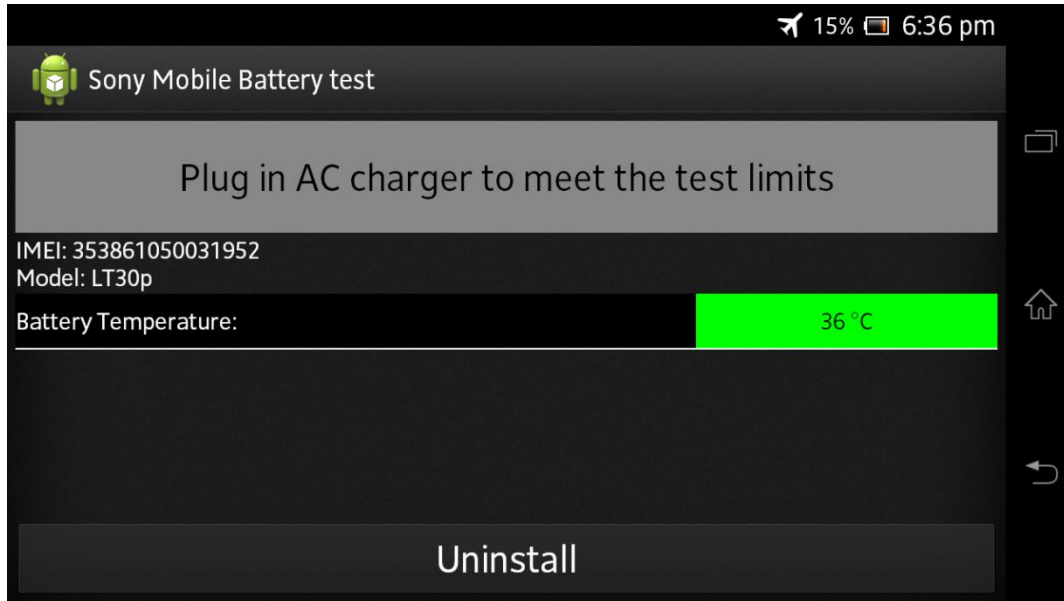 15% 6:36 pm
Sony Mobile Battery test
Plug in AC charger to meet the test limits
IMEI: 353861050031952
Model: LT30p
Battery Temperature: 36 °C
Uninstall